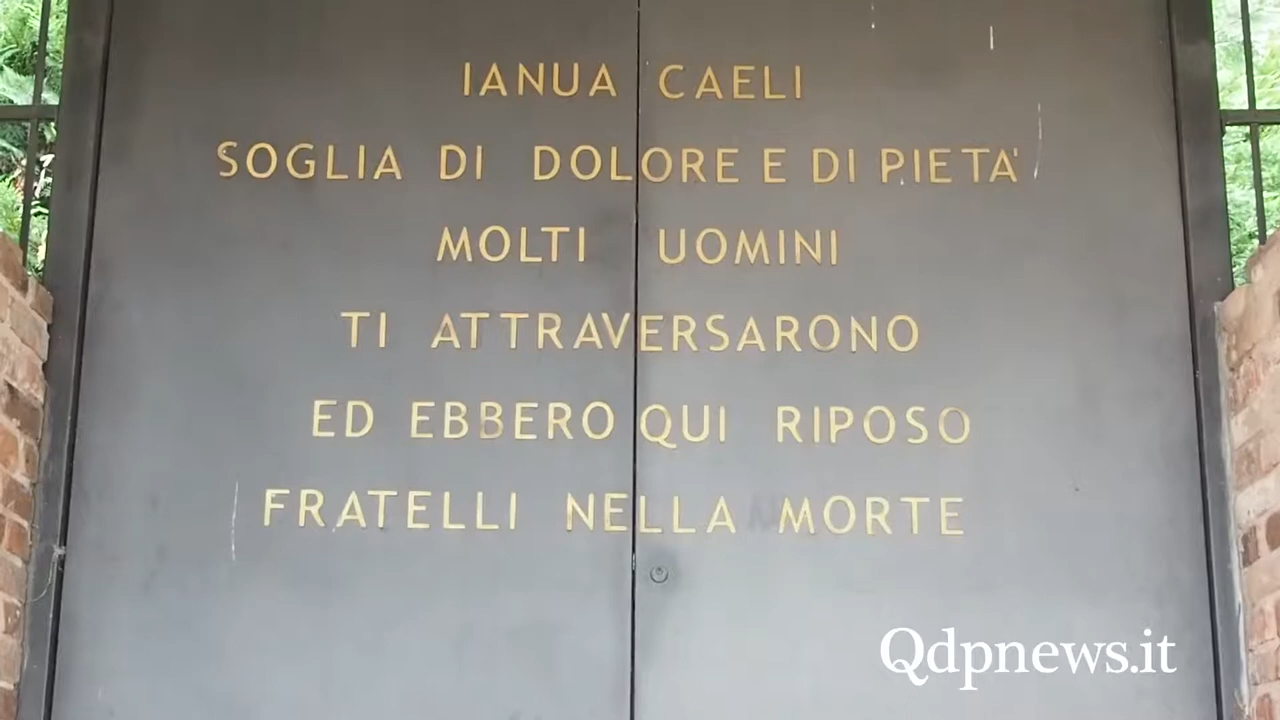 IANUA CAELI
SOGLIA DI DOLORE E DI PIETA'
MOLTI UOMINI
TI ATTRAVERSARONO
ED EBBERO QUI RIPOSO
FRATELLI NELLA MORTE
Qdpnews.it